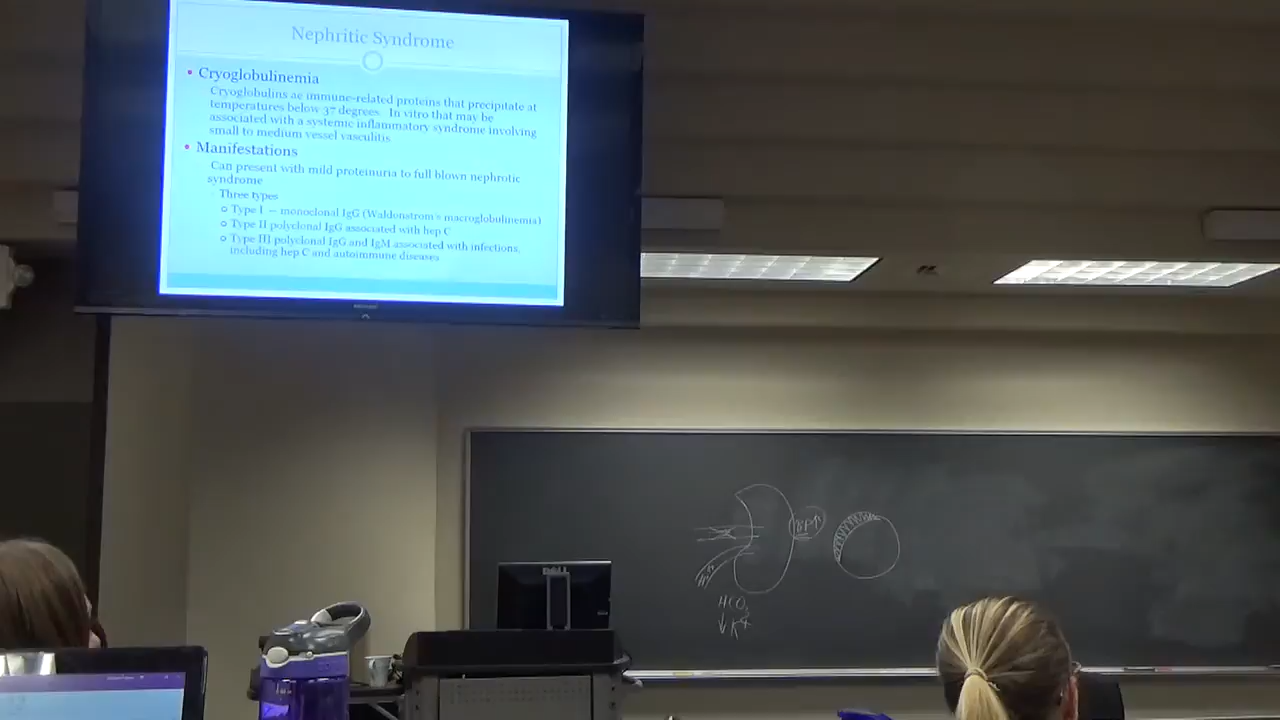 Nephritic Syndrome
• Cryoglobulinemia
Cryoglobulins ae immune-related proteins that precipitate at
temperatures below 37 degrees In vitro that may be
associated with a systemic inflammatory syndrome involving
small to medium vessel vasculitis
• Manifestations
Can present with mild proteinuria to full blown nephrotic
syndrome
Three types
Type I – monoclonal IgG (Waldenstrom's macroglobulinemia)
Type II polyclonal IgG associated with hep C
Type III polyclonal IgG and IgM associated with infections,
including hep C and autoimmune diseases
BP↑
HCO3
↓K+
DELL